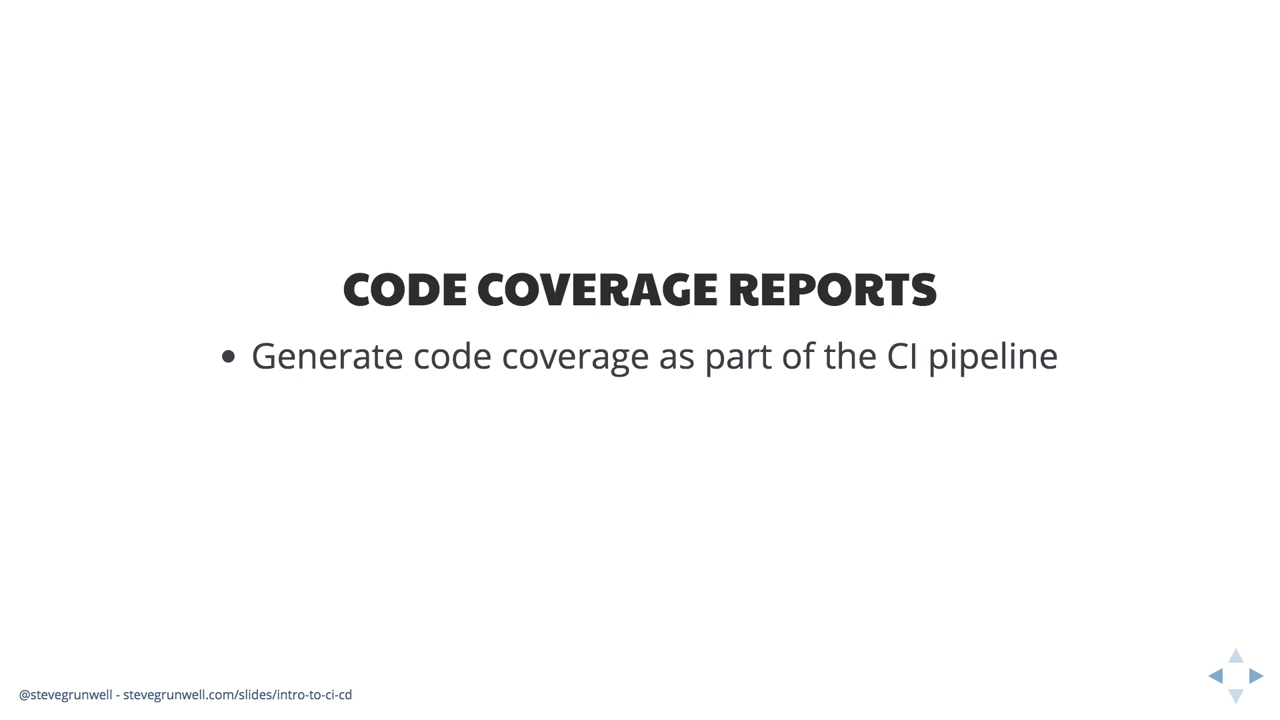 CODE COVERAGE REPORTS
• Generate code coverage as part of the CI pipeline
@stevegrunwell - stevegrunwell.com/slides/intro-to-ci-cd